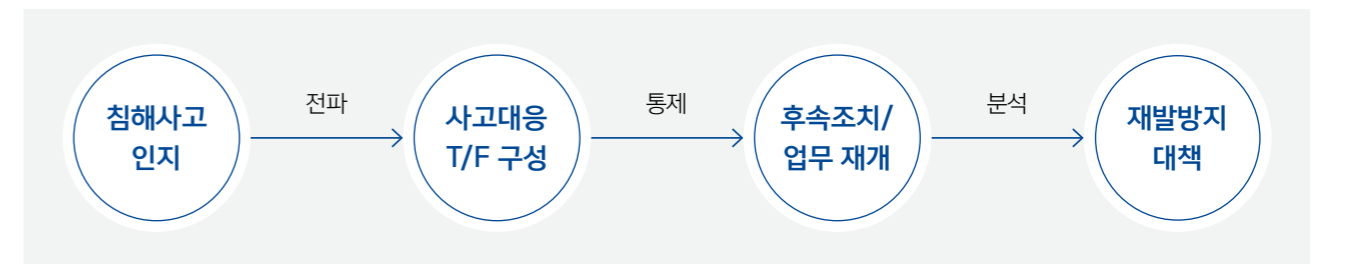 침해사고
인지
전파
사고대응
T/F 구성
통제
후속조치/
업무 재개
분석
재발방지
대책